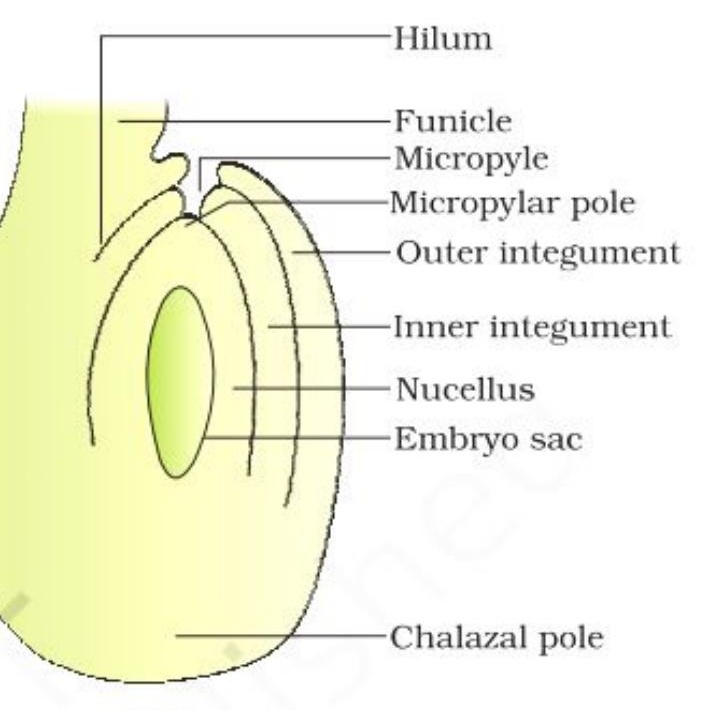 Hilum
Funicle
Micropyle
Micropylar pole
Outer integument
Inner integument
Nucellus
Embryo sac
Chalazal pole